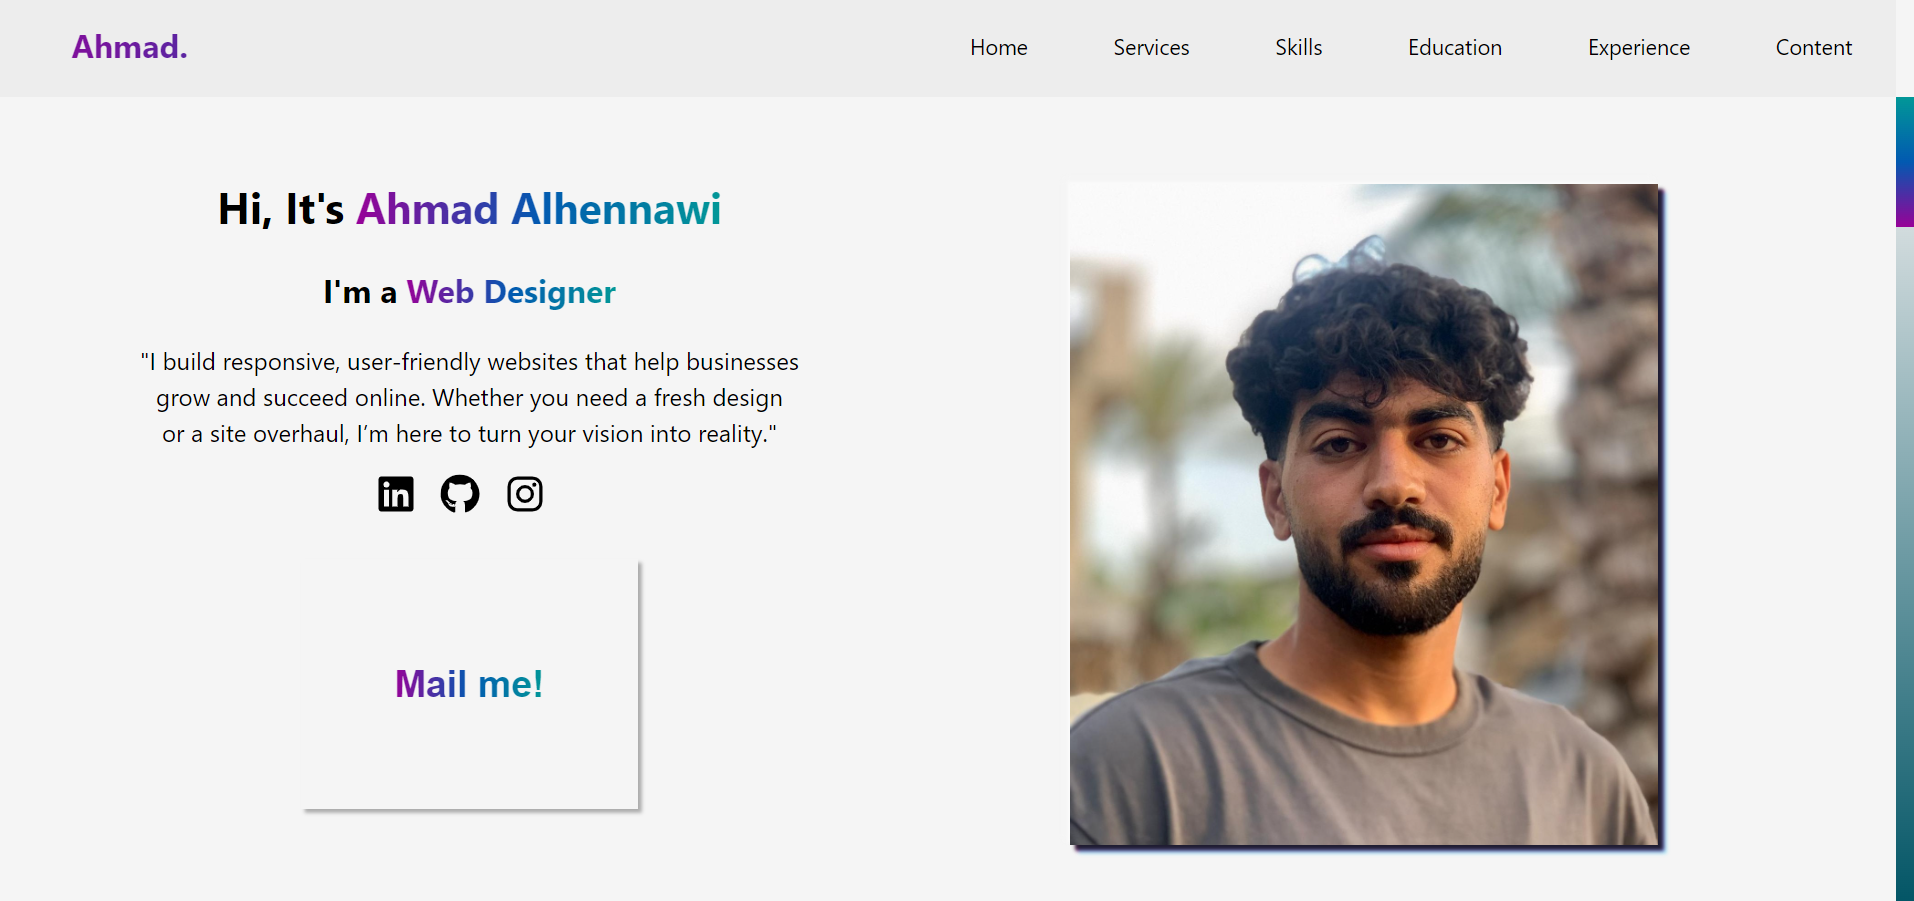 Ahmad.
Home
Services
Skills
Education
Experience
Content
Hi, It's Ahmad Alhennawi
I'm a Web Designer
"I build responsive, user-friendly websites that help businesses
grow and succeed online. Whether you need a fresh design
or a site overhaul, I’m here to turn your vision into reality."
in
Mail me!